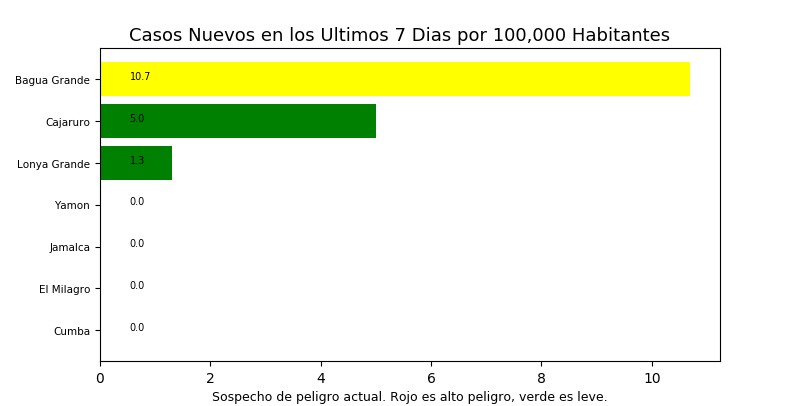 Casos Nuevos en los Ultimos 7 Dias por 100,000 Habitantes
Bagua Grande 10.7
Cajaruro 5.0
Lonya Grande 1.3
Yamon 0.0
Jamalca 0.0
El Milagro 0.0
Cumba 0.0
0 2 4 6 8 10
Sospecho de peligro actual. Rojo es alto peligro, verde es leve.